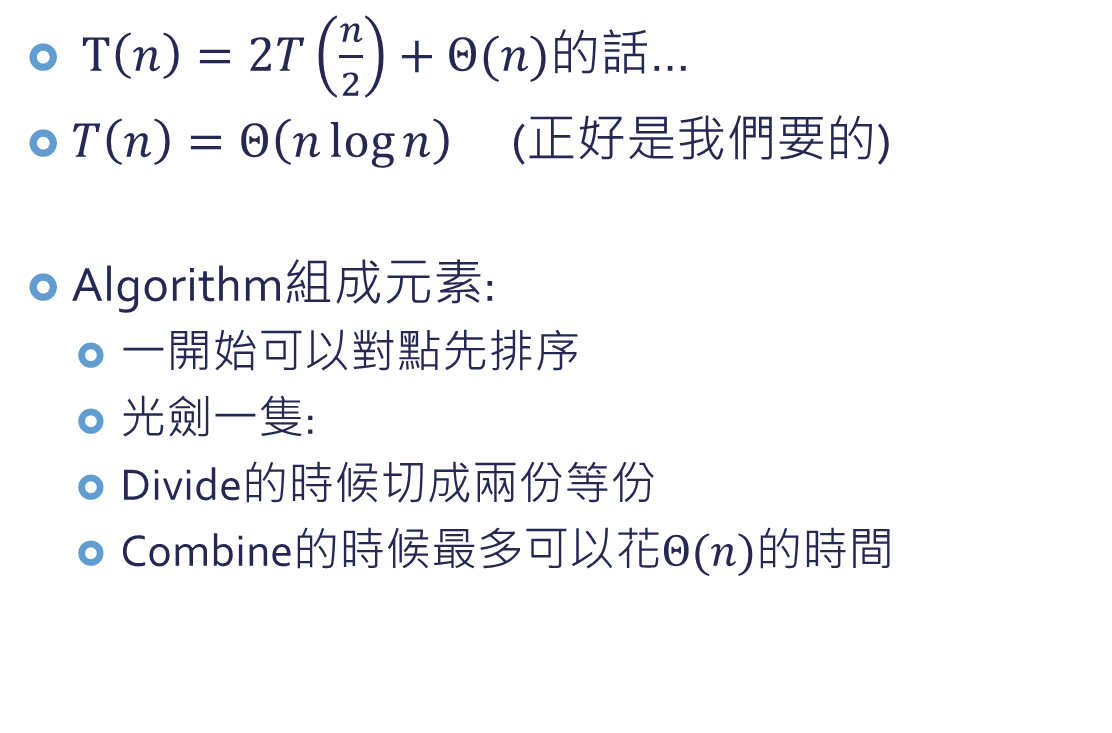 T(n) = 2T(n/2) + Θ(n)的話…
T(n) = Θ(n log n) (正好是我們要的)
Algorithm組成元素:
一開始可以對點先排序
光劍一隻:
Divide的時候切成兩份等份
Combine的時候最多可以花Θ(n)的時間